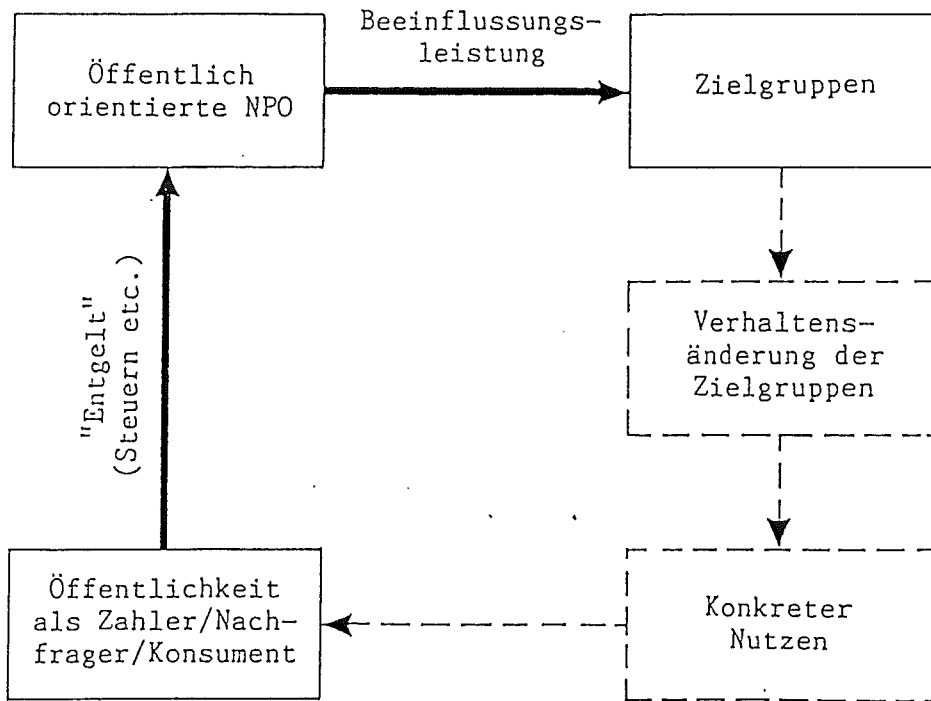 Beeinflussungs-
leistung
Öffentlich
orientierte NPO
Zielgruppen
Verhaltens-
änderung der
Zielgruppen
"Entgelt"
(Steuern etc.)
Öffentlichkeit
als Zahler/Nach-
frager/Konsument
Konkreter
Nutzen